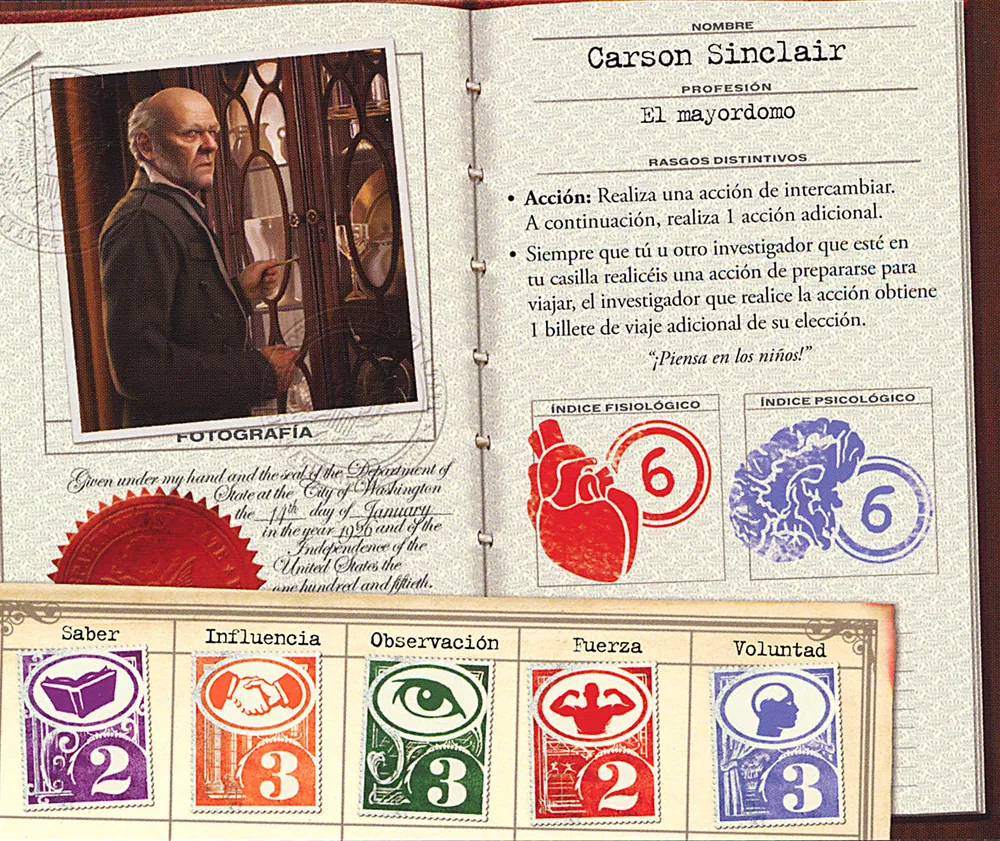 NOMBRE
Carson Sinclair
PROFESIÓN
El mayordomo
RASGOS DISTINTIVOS
• Acción: Realiza una acción de intercambiar.
A continuación, realiza 1 acción adicional.
• Siempre que tú u otro investigador que esté en
tu casilla realicéis una acción de prepararse para
viajar, el investigador que realice la acción obtiene
1 billete de viaje adicional de su elección.
“¡Piensa en los niños!”
ÍNDICE FISIOLÓGICO
6
ÍNDICE PSICOLÓGICO
6
FOTOGRAFÍA
Given under my hand and the seal of the Department of
State at the City of Washington
the 14th day of January
in the year 1926 and of the
Independence of the
United States the
one hundred and fiftieth.
Saber
Influencia
Observación
Fuerza
Voluntad
2
3
3
2
3